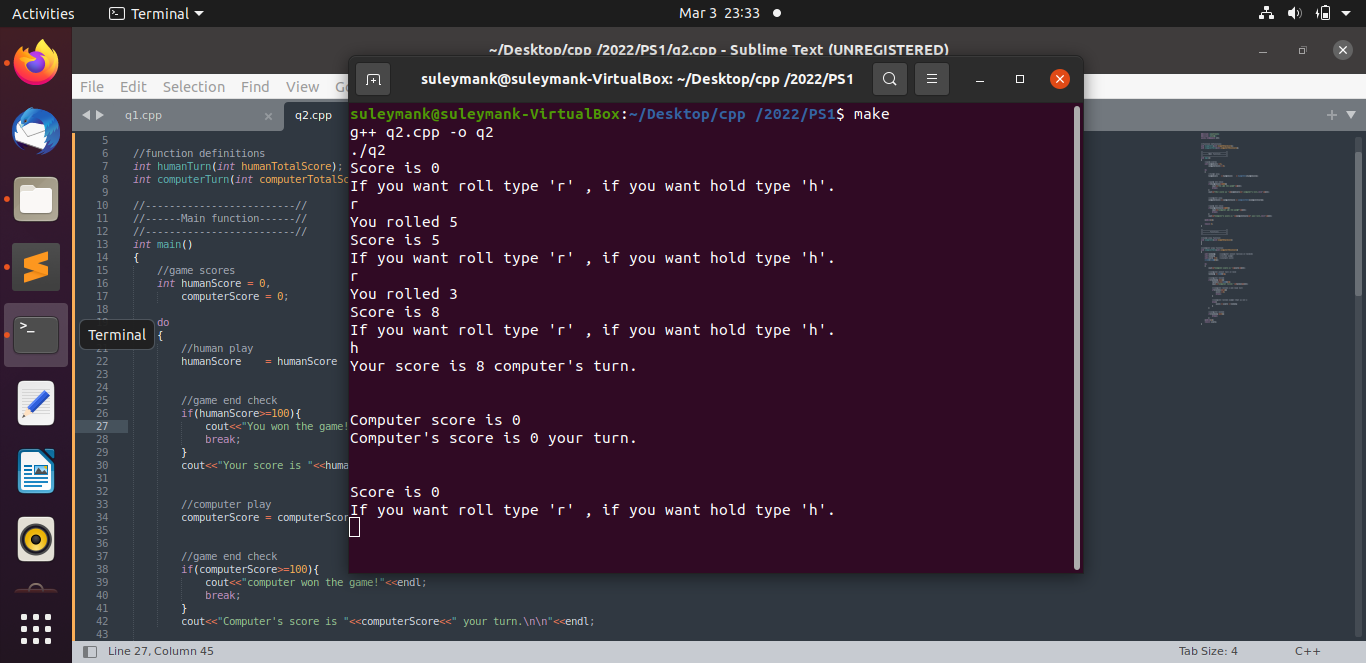 Activities
Terminal
Mar 3 23:33
~/Desktop/cpp /2022/PS1/q2.cpp - Sublime Text (UNREGISTERED)
File Edit Selection Find View Go
q1.cpp
q2.cpp
suleymank@suleymank-VirtualBox: ~/Desktop/cpp /2022/PS1
suleymank@suleymank-VirtualBox:~/Desktop/cpp /2022/PS1$ make
g++ q2.cpp -o q2
./q2
Score is 0
If you want roll type 'r' , if you want hold type 'h'.
r
You rolled 5
Score is 5
If you want roll type 'r' , if you want hold type 'h'.
r
You rolled 3
Score is 8
If you want roll type 'r' , if you want hold type 'h'.
h
Your score is 8 computer's turn.
Computer score is 0
Computer's score is 0 your turn.
Score is 0
If you want roll type 'r' , if you want hold type 'h'.
5
6 //function definitions
7 int humanTurn(int humanTotalScore);
8 int computerTurn(int computerTotalSc
9
10 //-------------------------//
11 //------Main function------//
12 //-------------------------//
13 int main()
14 {
15 //game scores
16 int humanScore = 0,
17 computerScore = 0;
18
do
{
Terminal
21 //human play
22 humanScore = humanScore
23
24
25 //game end check
26 if(humanScore>=100){
27 cout<<"You won the game!
28 break;
29 }
30 cout<<"Your score is "<<huma
31
32
33 //computer play
34 computerScore = computerScor
35
36
37 //game end check
38 if(computerScore>=100){
39 cout<<"computer won the game!"<<endl;
40 break;
41 }
42 cout<<"Computer's score is "<<computerScore<<" your turn.\n\n"<<endl;
43
Line 27, Column 45
Tab Size: 4
C++